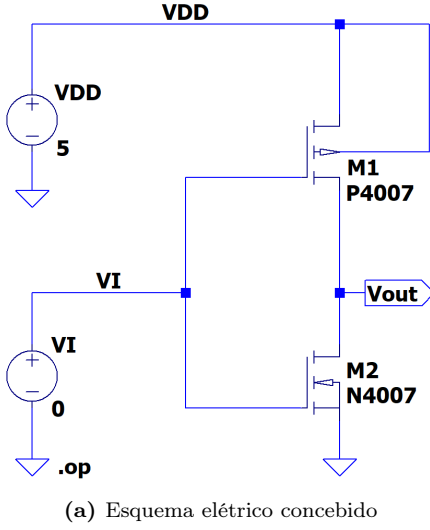 VDD
VDD
5
M1
P4007
VI
Vout
VI
0
M2
N4007
.op
(a) Esquema elétrico concebido